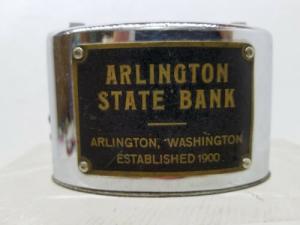 ARLINGTON
STATE BANK
ARLINGTON, WASHINGTON
ESTABLISHED 1900